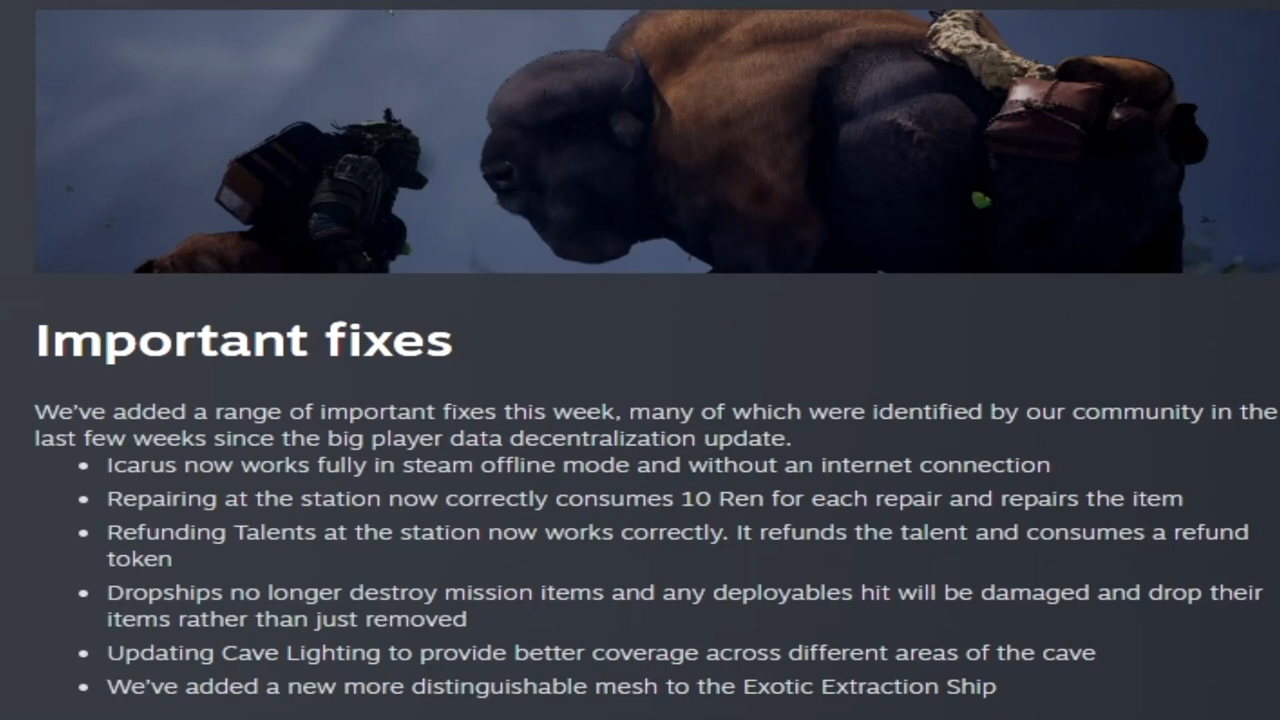 Important fixes
We've added a range of important fixes this week, many of which were identified by our community in the
last few weeks since the big player data decentralization update.
• Icarus now works fully in steam offline mode and without an internet connection
• Repairing at the station now correctly consumes 10 Ren for each repair and repairs the item
• Refunding Talents at the station now works correctly. It refunds the talent and consumes a refund
token
• Dropships no longer destroy mission items and any deployables hit will be damaged and drop their
items rather than just removed
• Updating Cave Lighting to provide better coverage across different areas of the cave
• We've added a new more distinguishable mesh to the Exotic Extraction Ship